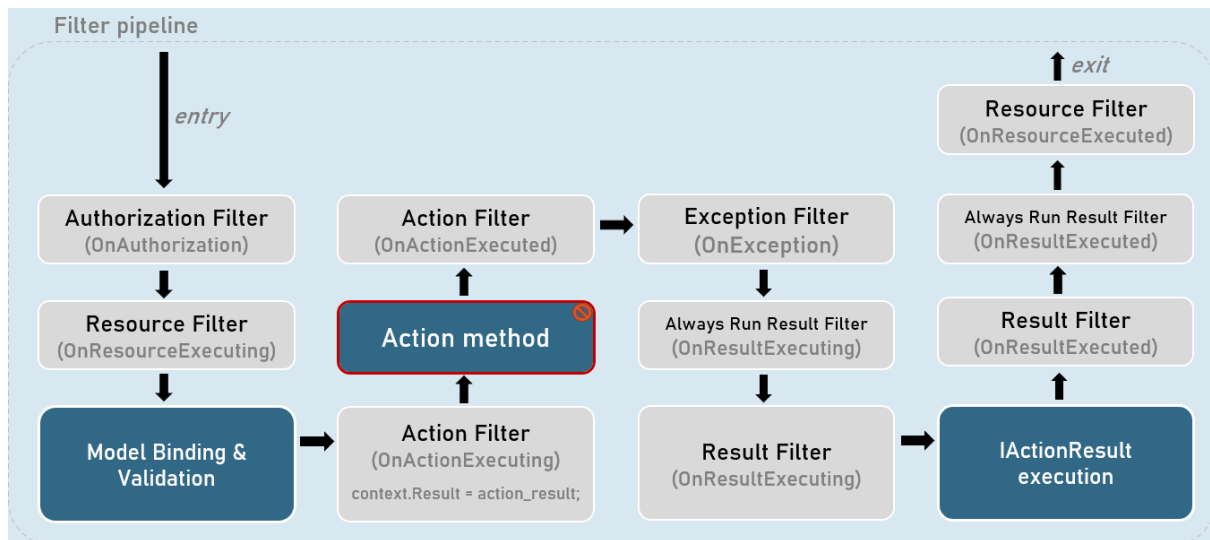 Filter pipeline
entry
Authorization Filter
(OnAuthorization)
Resource Filter
(OnResourceExecuting)
Model Binding &
Validation
Action Filter
(OnActionExecuting)
context.Result = action_result;
Action method
Action Filter
(OnActionExecuted)
Exception Filter
(OnException)
Always Run Result Filter
(OnResultExecuting)
Result Filter
(OnResultExecuting)
IActionResult
execution
Result Filter
(OnResultExecuted)
Always Run Result Filter
(OnResultExecuted)
Resource Filter
(OnResourceExecuted)
exit